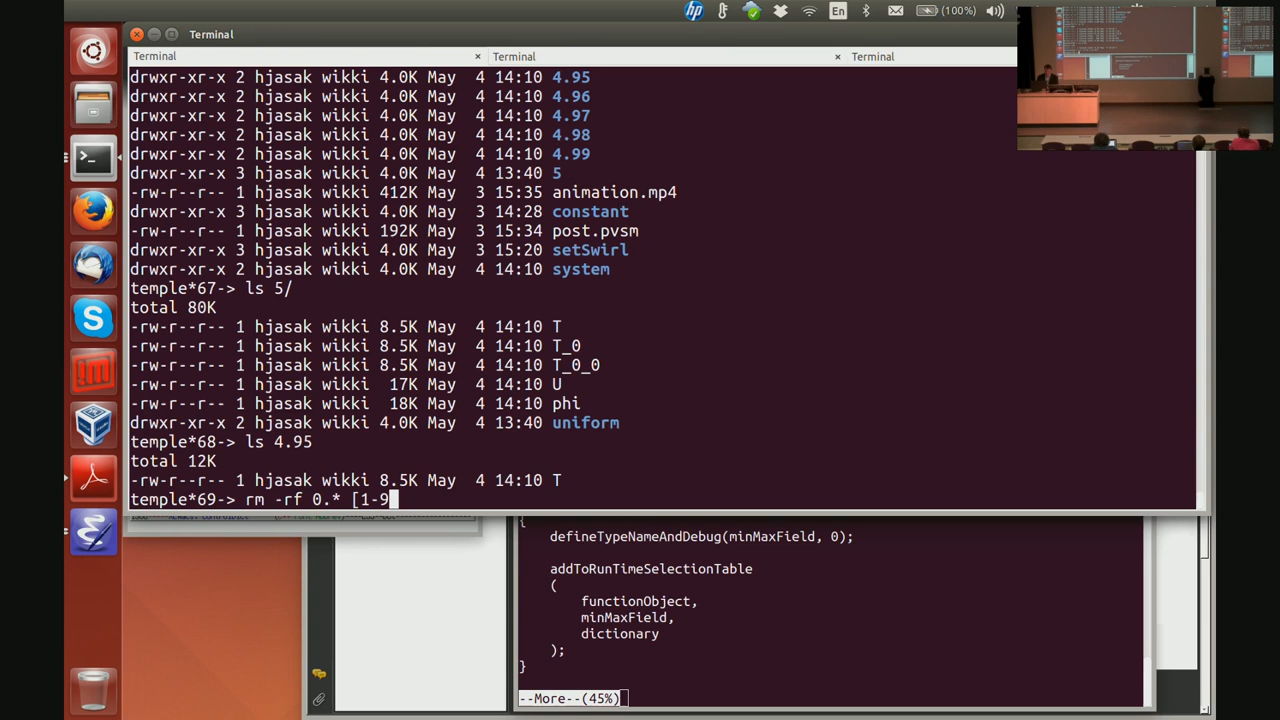 hp
En
(100%)
Terminal
Terminal
Terminal
Terminal
drwxr-xr-x 2 hjasak wikki 4.0K May  4 14:10 4.95
drwxr-xr-x 2 hjasak wikki 4.0K May  4 14:10 4.96
drwxr-xr-x 2 hjasak wikki 4.0K May  4 14:10 4.97
drwxr-xr-x 2 hjasak wikki 4.0K May  4 14:10 4.98
drwxr-xr-x 2 hjasak wikki 4.0K May  4 14:10 4.99
drwxr-xr-x 3 hjasak wikki 4.0K May  4 13:40 5
-rw-r--r-- 1 hjasak wikki 412K May  3 15:35 animation.mp4
drwxr-xr-x 3 hjasak wikki 4.0K May  3 14:28 constant
-rw-r--r-- 1 hjasak wikki 192K May  3 15:34 post.pvsm
drwxr-xr-x 3 hjasak wikki 4.0K May  3 15:20 setSwirl
drwxr-xr-x 2 hjasak wikki 4.0K May  4 14:10 system
temple*67-> ls 5/
total 80K
-rw-r--r-- 1 hjasak wikki 8.5K May  4 14:10 T
-rw-r--r-- 1 hjasak wikki 8.5K May  4 14:10 T_0
-rw-r--r-- 1 hjasak wikki 8.5K May  4 14:10 T_0_0
-rw-r--r-- 1 hjasak wikki  17K May  4 14:10 U
-rw-r--r-- 1 hjasak wikki  18K May  4 14:10 phi
drwxr-xr-x 2 hjasak wikki 4.0K May  4 13:40 uniform
temple*68-> ls 4.95
total 12K
-rw-r--r-- 1 hjasak wikki 8.5K May  4 14:10 T
temple*69-> rm -rf 0.* [1-9
{
defineTypeNameAndDebug(minMaxField, 0);
addToRunTimeSelectionTable
(
functionObject,
minMaxField,
dictionary
);
}
--More--(45%)